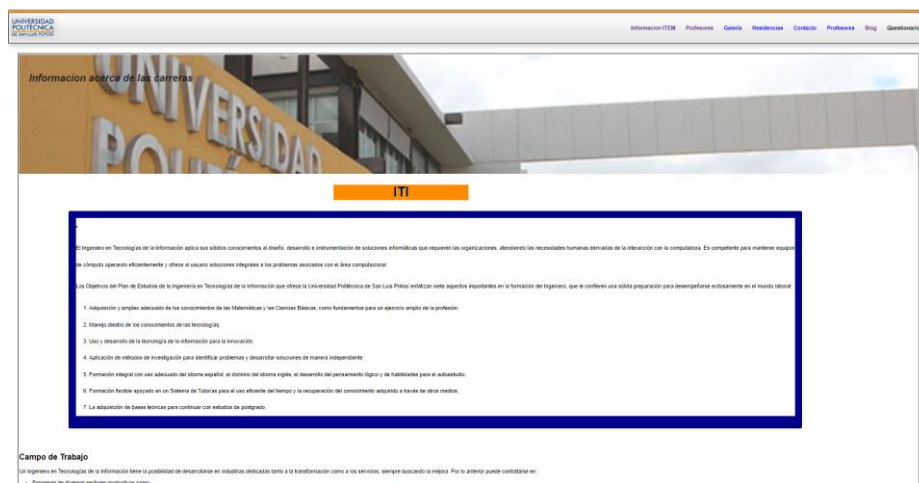 UNIVERSIDAD
POLITÉCNICA
DE SAN LUIS POTOSÍ
Informacion ITEM Profesores Galería Residencias Contacto Profesores Blog Questionario
Informacion acerca de las carreras
UNIVERSIDAD
POLITÉ
ITI
El Ingeniero en Tecnologías de la Información aplica sus sólidos conocimientos al diseño, desarrollo e instrumentación de soluciones informáticas que requieren las organizaciones, atendiendo las necesidades humanas derivadas de la interacción con la computadora. Es competente para mantener equipos
de cómputo operando eficientemente y ofrece al usuario soluciones integrales a los problemas asociados con el área computacional.
Los Objetivos del Plan de Estudios de la Ingeniería en Tecnologías de la Información que ofrece la Universidad Politécnica de San Luis Potosí enfatizan siete aspectos importantes en la formación del Ingeniero, que le confieren una sólida preparación para desempeñarse exitosamente en el mundo laboral:
1. Adquisición y empleo adecuado de los conocimientos de las Matemáticas y las Ciencias Básicas, como fundamentos para un ejercicio amplio de la profesión;
2. Manejo diestro de los conocimientos de las tecnologías;
3. Uso y desarrollo de la tecnología de la información para la innovación;
4. Aplicación de métodos de investigación para identificar problemas y desarrollar soluciones de manera independiente;
5. Formación integral con uso adecuado del idioma español, el dominio del idioma inglés, el desarrollo del pensamiento lógico y de habilidades para el autoestudio;
6. Formación flexible apoyado en un Sistema de Tutorías para el uso eficiente del tiempo y la recuperación del conocimiento adquirido a través de otros medios;
7. La adquisición de bases teóricas para continuar con estudios de postgrado.
Campo de Trabajo
Un Ingeniero en Tecnologías de la Información tiene la posibilidad de desarrollarse en industrias dedicadas tanto a la transformación como a los servicios, siempre buscando la mejora. Por lo anterior puede contratarse en:
Empresas de diversos sectores productivos como